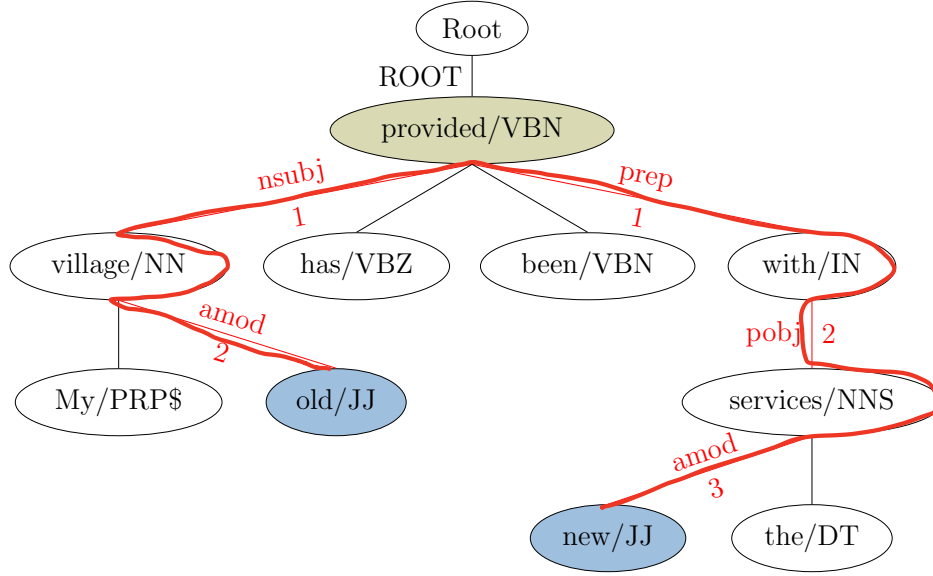 Root
ROOT
provided/VBN
nsubj
prep
1
1
village/NN
has/VBZ
been/VBN
with/IN
amod
2
pobj
2
My/PRP$
old/JJ
services/NNS
amod
3
new/JJ
the/DT